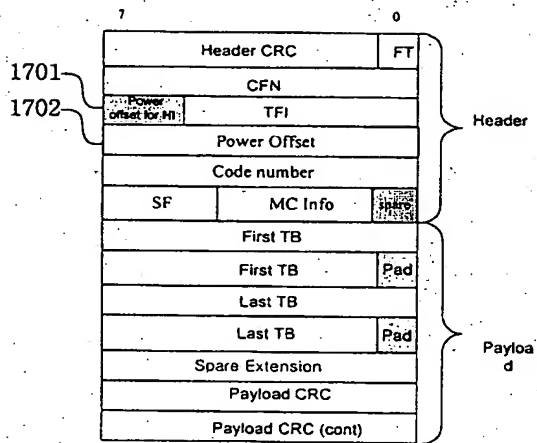 7 0
Header CRC FT
1701
CFN
Power offset for HI TFI
1702
Power Offset
Code number
SF MC Info spare
Header
First TB
First TB Pad
Last TB
Last TB Pad
Spare Extension
Payload CRC
Payload CRC (cont)
Payloa
d